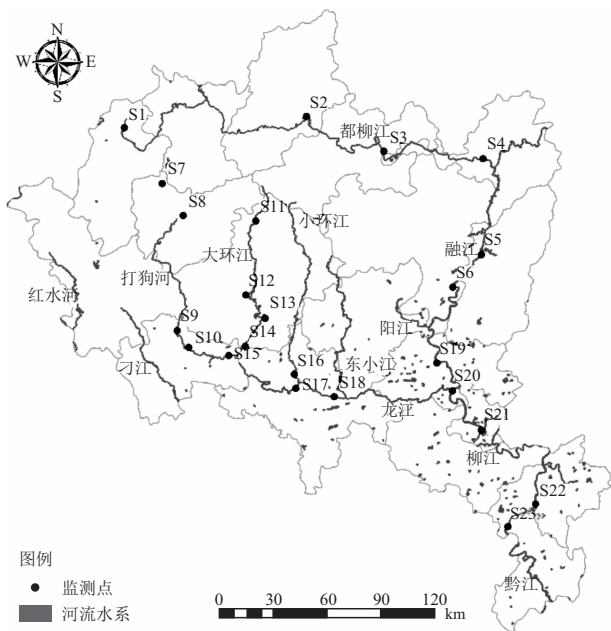 N
W E
S
S1
S2
都柳江
S3
S4
S7
S8
S11
小环江
大环江
融江
S5
S6
打狗河
红水河
S12
S13
阳江
S9
S10
S14
S15
刁江
S16
S17
东小江
S18
S19
S20
龙江
S21
柳江
S22
S23
黔江
图例
监测点
河流水系
0 30 60 90 120
km